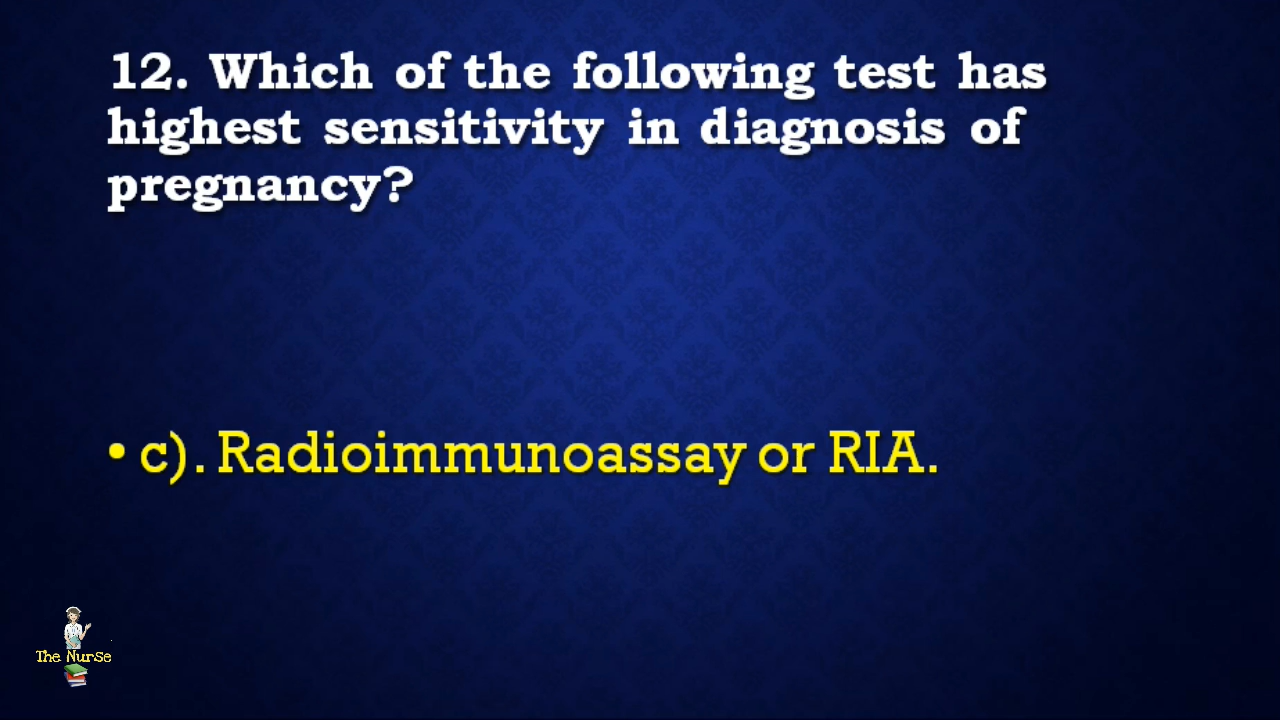 12. Which of the following test has
highest sensitivity in diagnosis of
pregnancy?
• c). Radioimmunoassay or RIA.
The Nurse